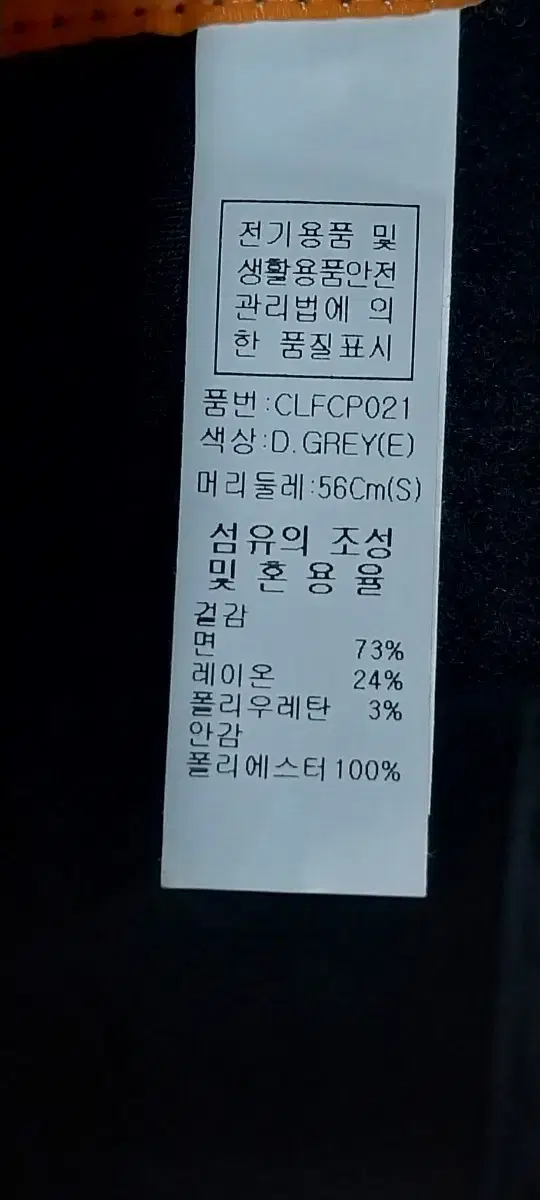 전기용품 및
생활용품안전
관리법에 의
한 품질표시
품번:CLFCP021
색상:D.GREY(E)
머리둘레:56Cm(S)
섬유의 조성
및 혼 용 율
겉감
면 73%
레이온 24%
폴리우레탄 3%
안감
폴리에스터 100%